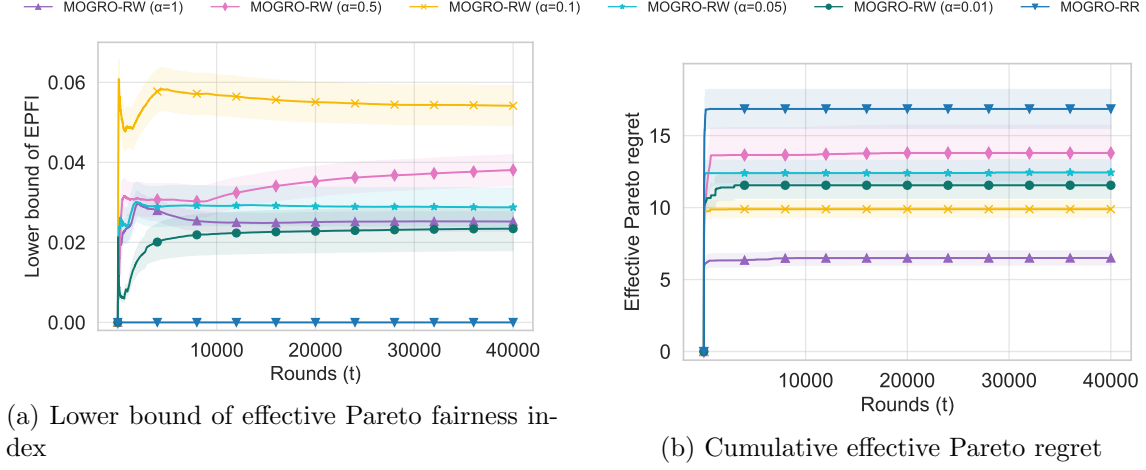 MOGRO-RW (α=1) MOGRO-RW (α=0.5) MOGRO-RW (α=0.1) MOGRO-RW (α=0.05) MOGRO-RW (α=0.01) MOGRO-RR
Lower bound of EPFI
0.06
0.04
0.02
0.00
10000 20000 30000 40000
Rounds (t)
(a) Lower bound of effective Pareto fairness in-
dex
Effective Pareto regret
15
10
5
0
10000 20000 30000 40000
Rounds (t)
(b) Cumulative effective Pareto regret